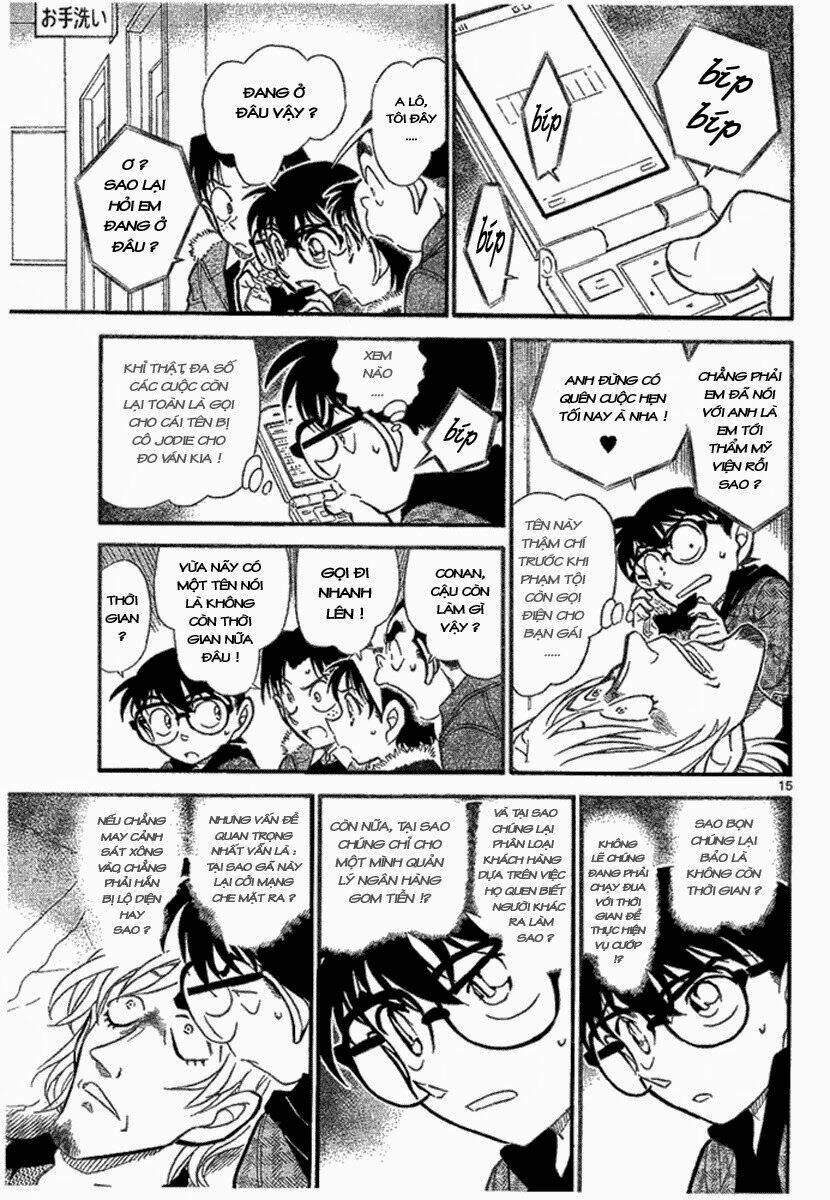 bíp
bíp
bíp
bíp
A LÔ,
TÔI ĐÂY
....
ĐANG Ở
ĐÂU VẬY ?
お手洗い
Ơ ?
SAO LẠI
HỎI EM
ĐANG Ở
ĐÂU ?
CHẲNG PHẢI
EM ĐÃ NÓI
VỚI ANH LÀ
EM TỚI
THẨM MỸ
VIỆN RỒI
SAO ?
ANH ĐỪNG CÓ
QUÊN CUỘC HẸN
TỐI NAY À NHA !
♥
TÊN NÀY
THẬM CHÍ
TRƯỚC KHI
PHẠM TỘI
CÒN GỌI
ĐIỆN CHO
BẠN GÁI
.....
XEM
NÀO
....
bíp
KHỈ THẬT, ĐA SỐ
CÁC CUỘC CÒN
LẠI TOÀN LÀ GỌI
CHO CÁI TÊN BỊ
CÔ JODIE CHO
ĐO VÁN KIA !
CONAN,
CẬU CÒN
LÀM GÌ
VẬY ?
GỌI ĐI
NHANH
LÊN !
VỪA NÃY CÓ
MỘT TÊN NÓI
LÀ KHÔNG
CÒN THỜI
GIAN NỮA
ĐÂU !
THỜI
GIAN
?
15
SAO BỌN
CHÚNG LẠI
BẢO LÀ
KHÔNG CÒN
THỜI GIAN ?
KHÔNG
LẼ CHÚNG
ĐANG PHẢI
CHẠY ĐUA
VỚI THỜI
GIAN ĐỂ
THỰC HIỆN
VỤ CƯỚP
!?
VÀ TẠI SAO
CHÚNG LẠI
PHÂN LOẠI
KHÁCH HÀNG
DỰA TRÊN VIỆC
HỌ QUEN BIẾT
NGƯỜI KHÁC
RA LÀM
SAO ?
CÒN NỮA, TẠI SAO
CHÚNG CHỈ CHO
MỘT MÌNH QUẢN
LÝ NGÂN HÀNG
GOM TIỀN !?
NHƯNG VẤN ĐỀ
QUAN TRỌNG
NHẤT VẪN LÀ :
TẠI SAO GÃ NÀY
LẠI CỞI MẠNG
CHE MẶT RA ?
NẾU CHẲNG
MAY CẢNH
SÁT XÔNG
VÀO, CHẲNG
PHẢI HẮN
BỊ LỘ DIỆN
HAY
SAO ?